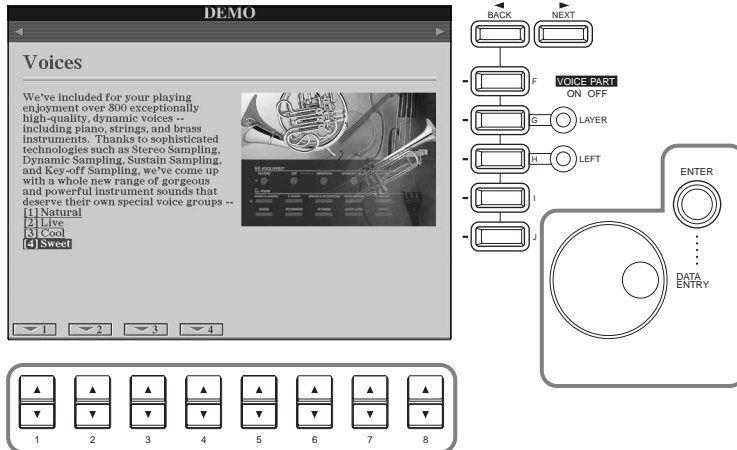 DEMO
Voices
We've included for your playing
enjoyment over 800 exceptionally
high-quality, dynamic voices --
including piano, strings, and brass
instruments. Thanks to sophisticated
technologies such as Stereo Sampling,
Dynamic Sampling, Sustain Sampling,
and Key-off Sampling, we've come up
with a whole new range of gorgeous
and powerful instrument sounds that
deserve their own special voice groups --
[1] Natural
[2] Live
[3] Cool
[4] Sweet
1 2 3 4
BACK NEXT
F VOICE PART
ON OFF
G LAYER
H LEFT
I
J
ENTER
DATA
ENTRY
1 2 3 4 5 6 7 8